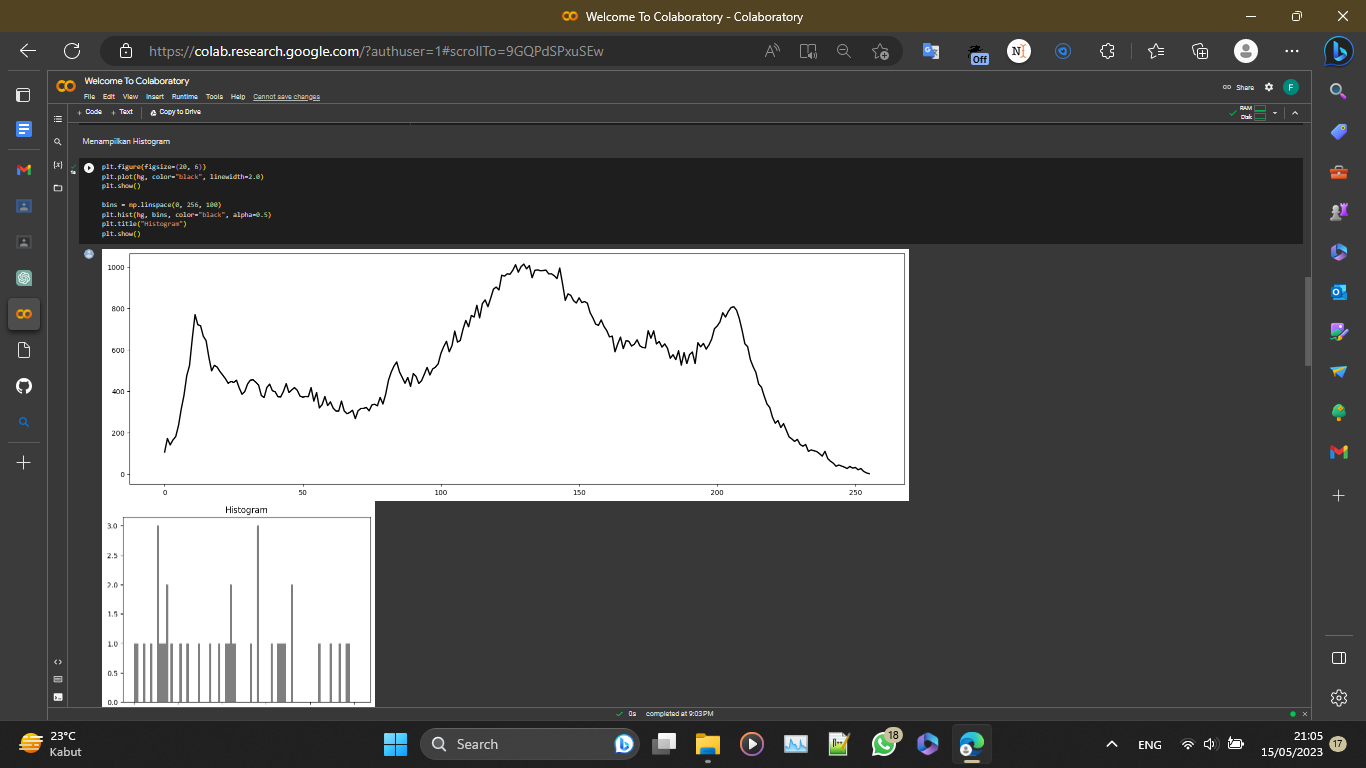 Welcome To Colaboratory - Colaboratory
https://colab.research.google.com/?authuser=1#scrollTo=9GQPdSPxuSEw
Off
Welcome To Colaboratory
File Edit View Insert Runtime Tools Help Cannot save changes
Share
F
+ Code + Text Copy to Drive
RAM
Disk
Menampilkan Histogram
{x}
1s
plt.figure(figsize=(20, 6))
plt.plot(hg, color="black", linewidth=2.0)
plt.show()
bins = np.linspace(0, 256, 100)
plt.hist(hg, bins, color="black", alpha=0.5)
plt.title("Histogram")
plt.show()
1000
800
600
400
200
0
0 50 100 150 200 250
Histogram
3.0
2.5
2.0
1.5
1.0
0.5
0.0
0s completed at 9:03 PM
23°C
Kabut
Search
18
ENG
21:05
15/05/2023
17